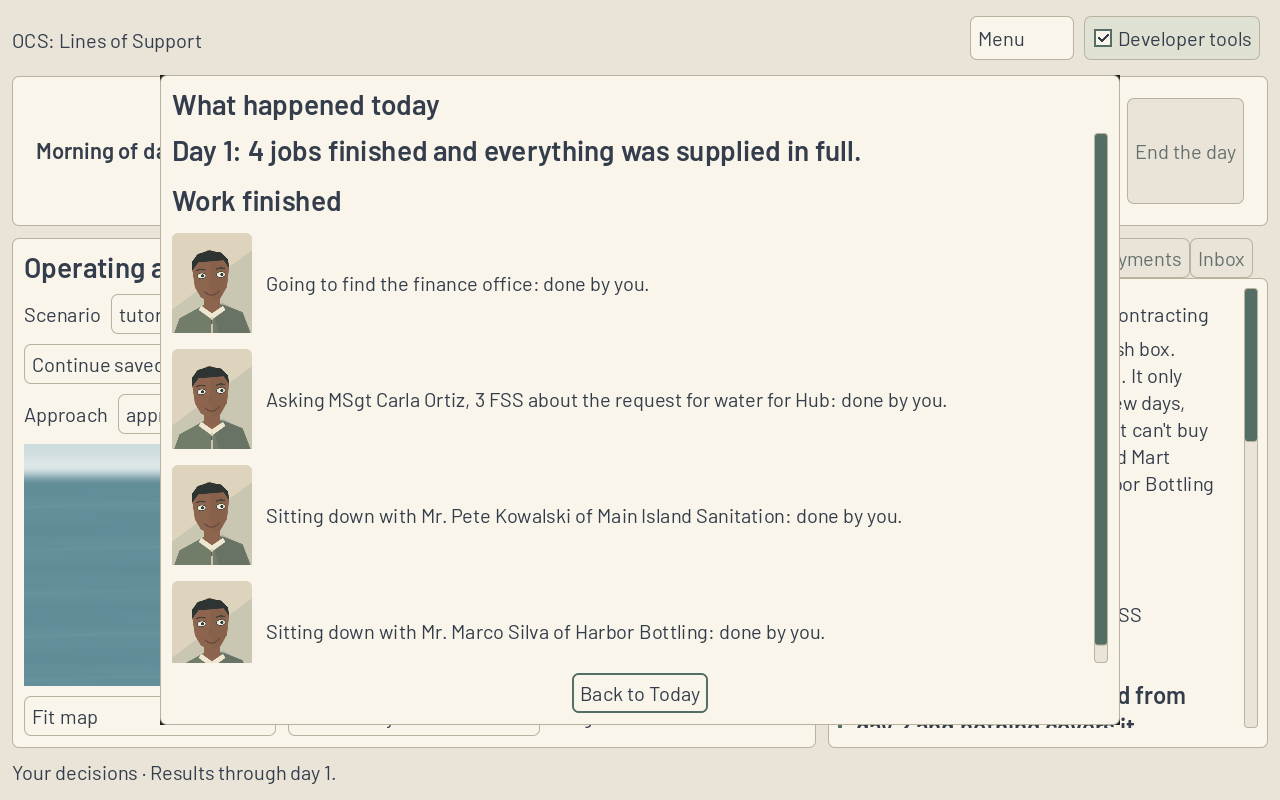 OCS: Lines of Support
Menu
Developer tools
What happened today
Morning of da
Day 1: 4 jobs finished and everything was supplied in full.
End the day
Work finished
Operating a
yments
Inbox
Going to find the finance office: done by you.
Scenario
tutor
ontracting
sh box.
Continue saved
. It only
Asking MSgt Carla Ortiz, 3 FSS about the request for water for Hub: done by you.
ew days,
Approach
appr
t can't buy
d Mart
bor Bottling
Sitting down with Mr. Pete Kowalski of Main Island Sanitation: done by you.
SS
Sitting down with Mr. Marco Silva of Harbor Bottling: done by you.
Back to Today
d from
Fit map
Your decisions · Results through day 1.